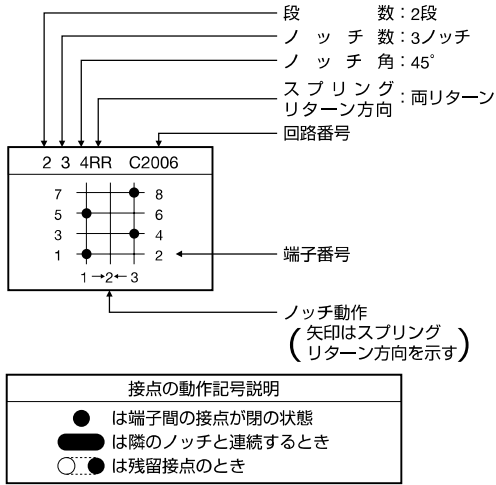 段数：2段
ノッチ数：3ノッチ
ノッチ角：45°
スプリング
リターン方向：両リターン
回路番号
2 3 4RR C2006
7 8
5 6
3 4
1 2
端子番号
1→2←3
ノッチ動作
（矢印はスプリング
リターン方向を示す）
接点の動作記号説明
は端子間の接点が閉の状態
は隣のノッチと連続するとき
は残留接点のとき